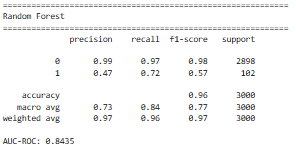 ============================================================
Random Forest
============================================================
precision recall f1-score support
0 0.99 0.97 0.98 2898
1 0.47 0.72 0.57 102
accuracy 0.96 3000
macro avg 0.73 0.84 0.77 3000
weighted avg 0.97 0.96 0.97 3000
AUC-ROC: 0.8435